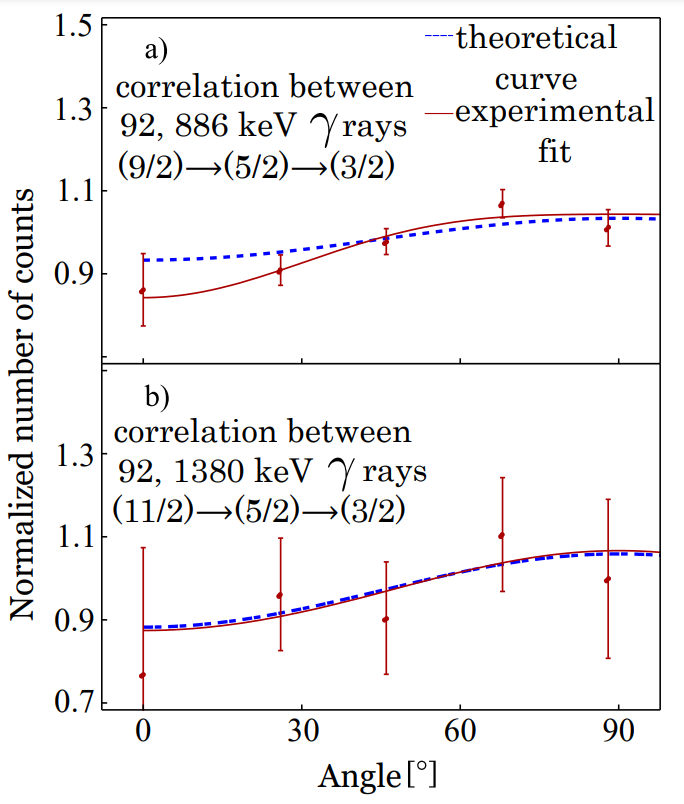 1.5
a)
---theoretical
curve
correlation between
—experimental
1.3
92, 886 keV γ rays
fit
(9/2)→(5/2)→(3/2)
1.1
0.9
b)
correlation between
1.3
92, 1380 keV γ rays
(11/2)→(5/2)→(3/2)
1.1
0.9
0.7
Normalized number of counts
0 30 60 90
Angle[°]